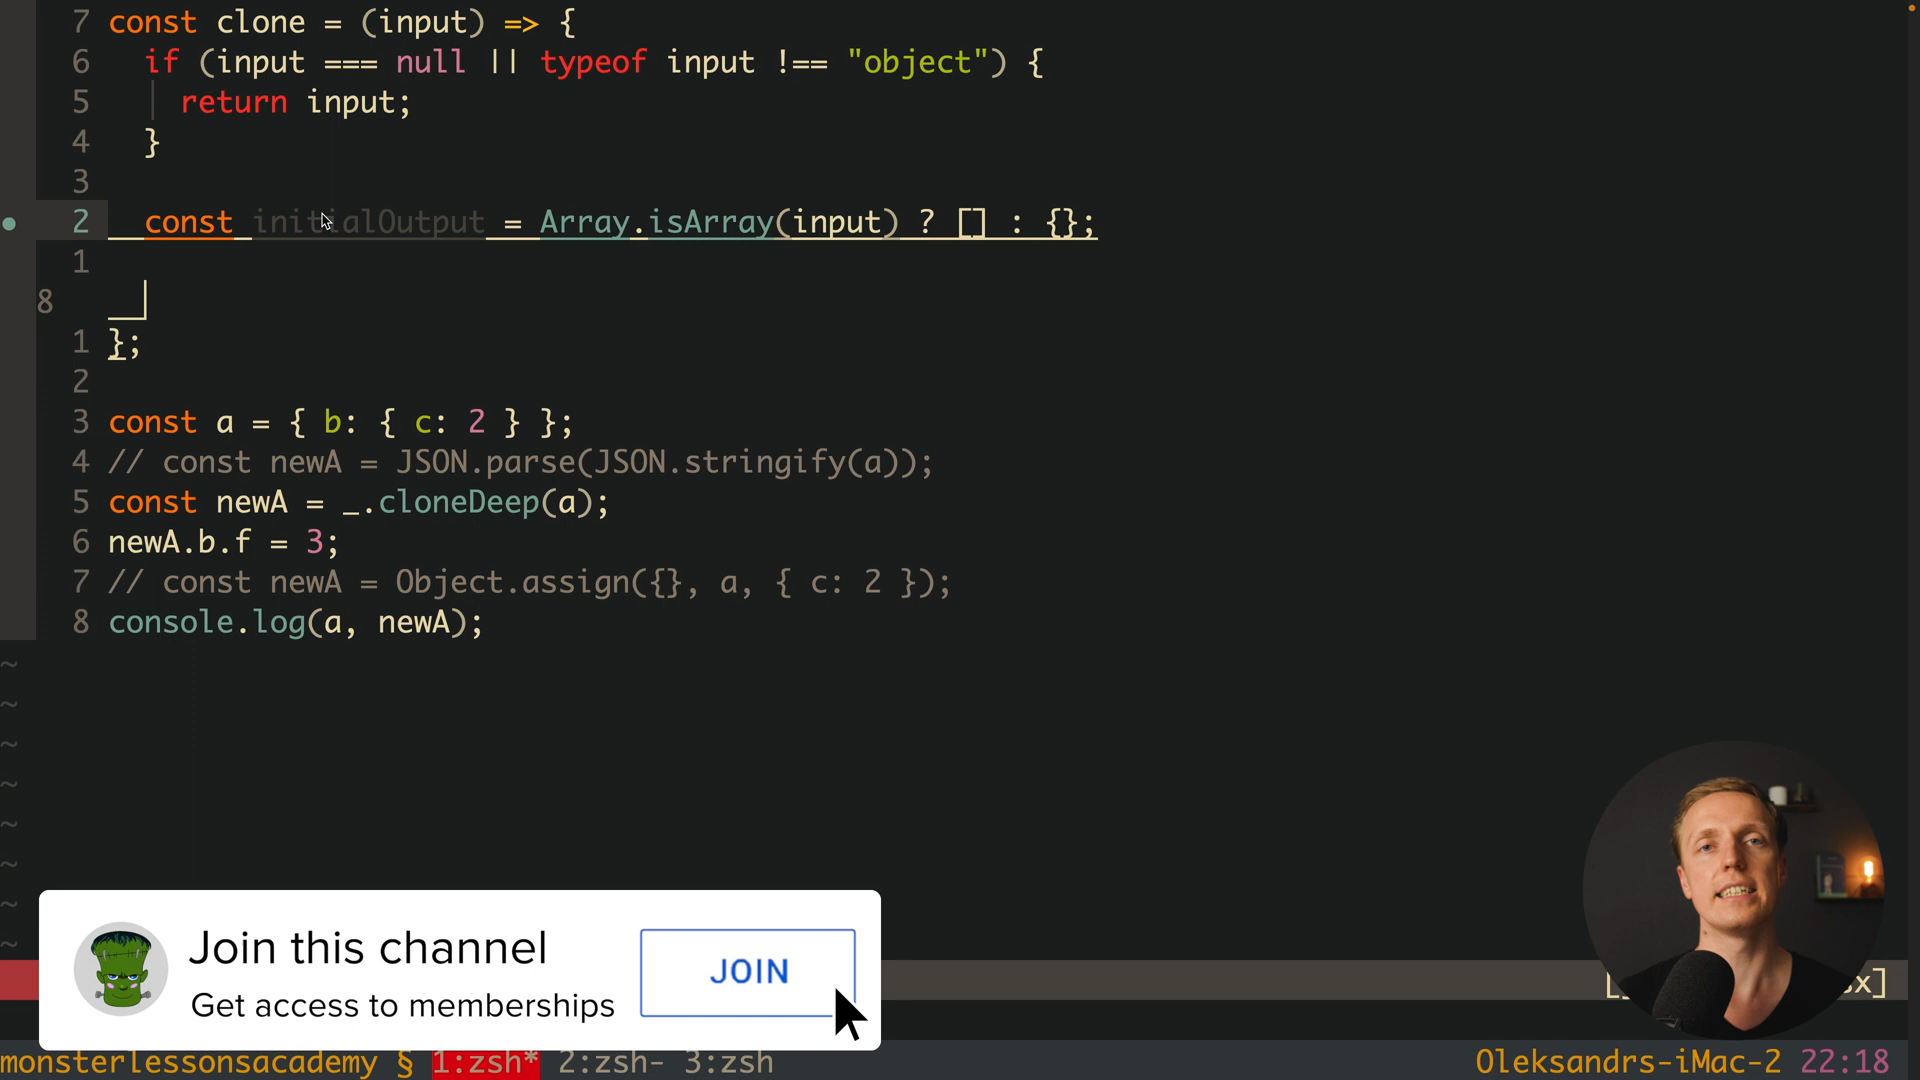 7 const clone = (input) => {
6 if (input === null || typeof input !== "object") {
5 return input;
4 }
3
2 const initialOutput = Array.isArray(input) ? [] : {};
1
8
1 };
2
3 const a = { b: { c: 2 } };
4 // const newA = JSON.parse(JSON.stringify(a));
5 const newA = _.cloneDeep(a);
6 newA.b.f = 3;
7 // const newA = Object.assign({}, a, { c: 2 });
8 console.log(a, newA);
~
~
~
~
~
~
~
~
Join this channel
Get access to memberships
JOIN
monsterlessonsacademy § 1:zsh* 2:zsh- 3:zsh
Oleksandrs-iMac-2 22:18